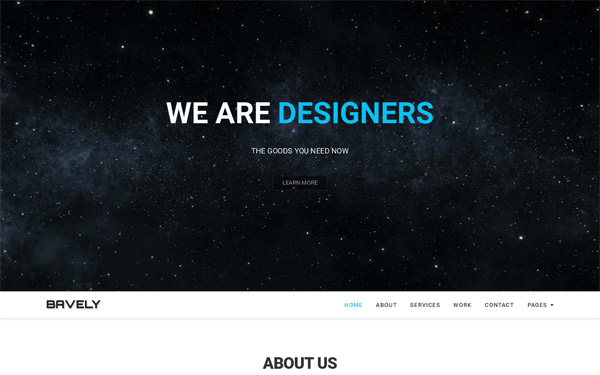 WE ARE DESIGNERS
THE GOODS YOU NEED NOW
LEARN MORE
BAVELY
HOME ABOUT SERVICES WORK CONTACT PAGES
ABOUT US